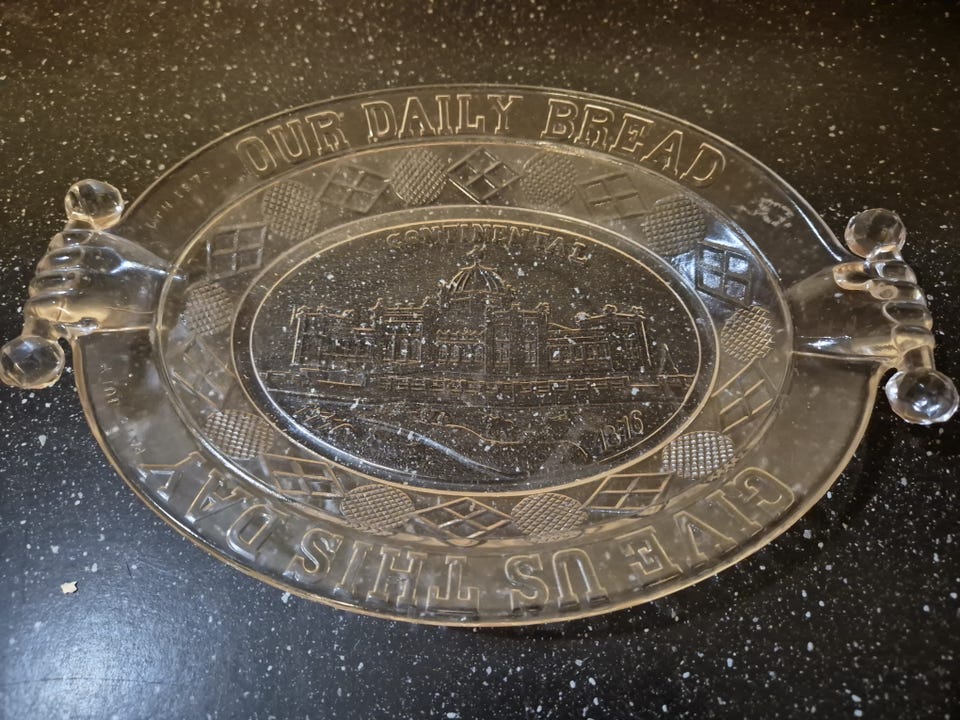 GIVE US THIS DAY
OUR DAILY BREAD
CONTINENTAL
1876